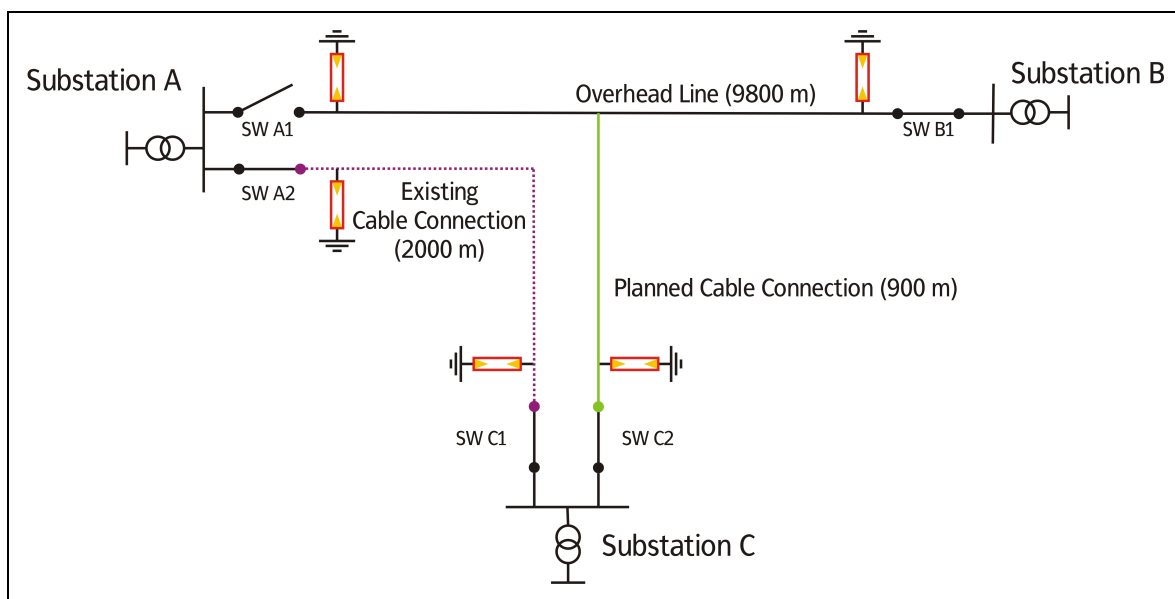 Substation A
Overhead Line (9800 m)
Substation B
SW A1
SW B1
SW A2
Existing
Cable Connection
(2000 m)
Planned Cable Connection (900 m)
SW C1
SW C2
Substation C